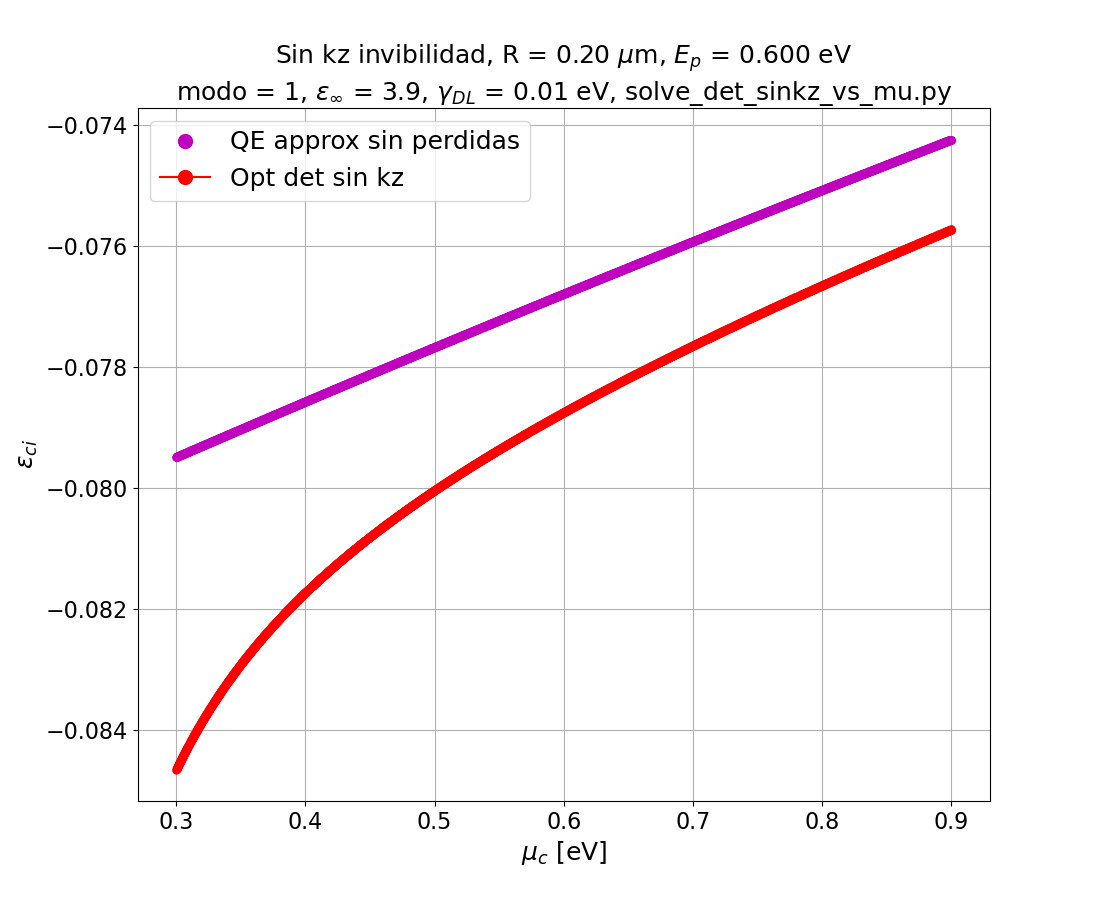 Sin kz invibilidad, R = 0.20 μm, E_p = 0.600 eV
modo = 1, ε_∞ = 3.9, γ_DL = 0.01 eV, solve_det_sinkz_vs_mu.py
QE approx sin perdidas
Opt det sin kz
−0.074
−0.076
−0.078
−0.080
−0.082
−0.084
ε_ci
0.3 0.4 0.5 0.6 0.7 0.8 0.9
μ_c [eV]